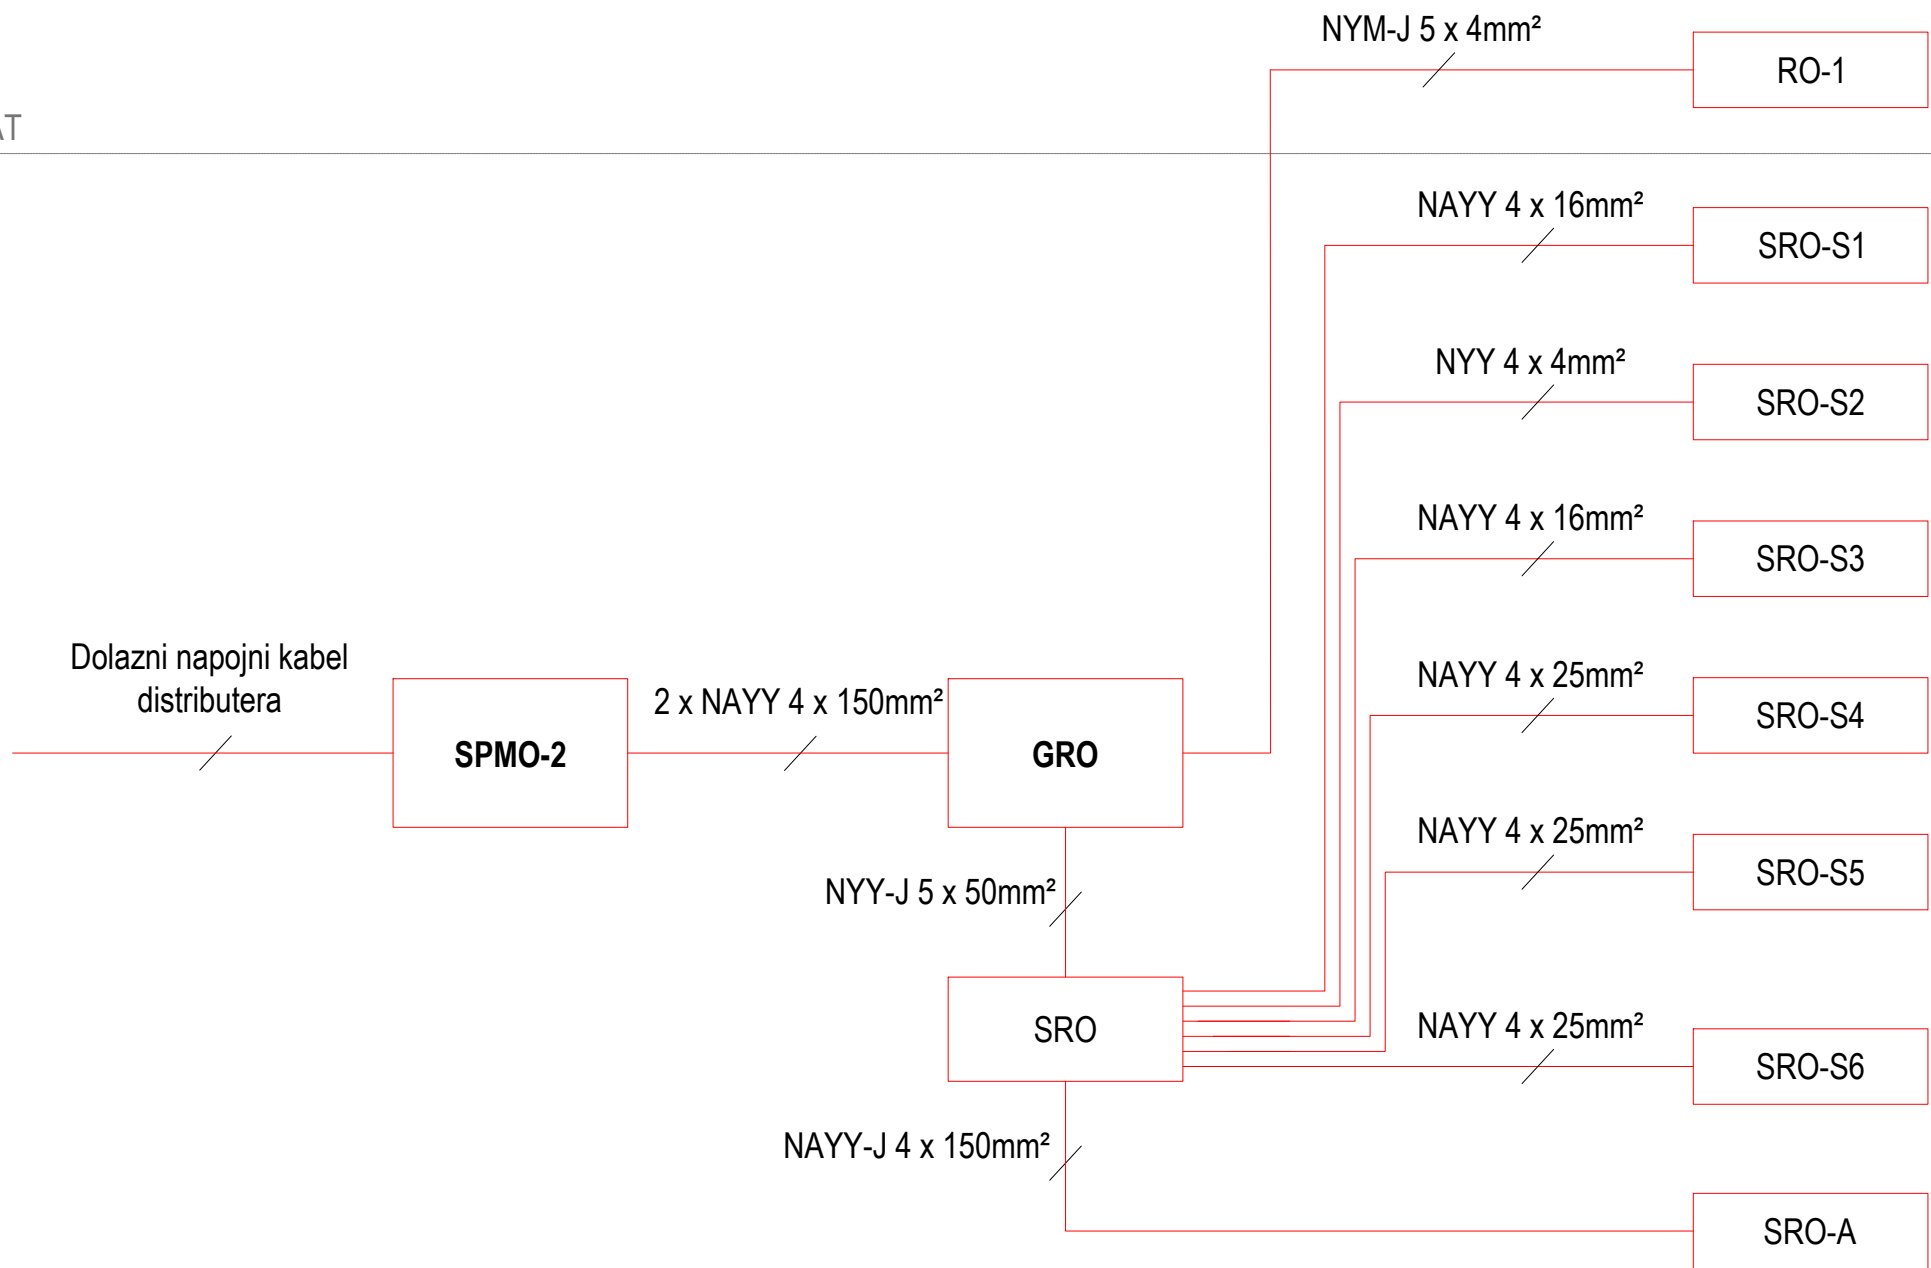 NYM-J 5 x 4mm²
RO-1
AT
NAYY 4 x 16mm²
SRO-S1
NYY 4 x 4mm²
SRO-S2
NAYY 4 x 16mm²
SRO-S3
Dolazni napojni kabel
distributera
SPMO-2
2 x NAYY 4 x 150mm²
GRO
NAYY 4 x 25mm²
SRO-S4
NAYY 4 x 25mm²
SRO-S5
NYY-J 5 x 50mm²
SRO
NAYY 4 x 25mm²
SRO-S6
NAYY-J 4 x 150mm²
SRO-A